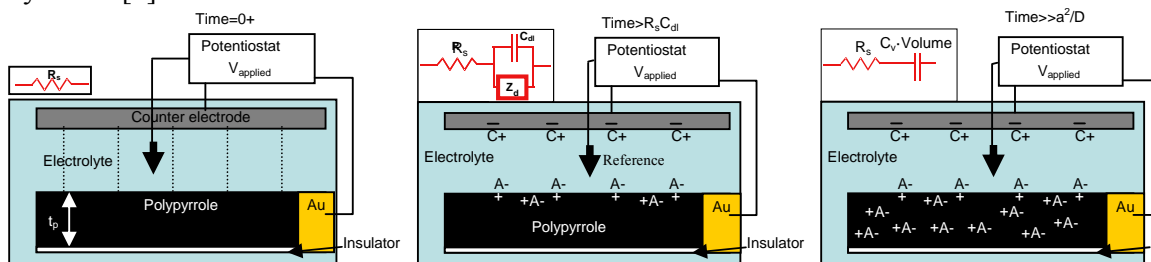 Time=0+
R_s
Potentiostat
V_applied
Counter electrode
Electrolyte
t_p
Polypyrrole
Au
Insulator
Time>R_sC_dl
R_s
C_dl
Z_d
Potentiostat
V_applied
C+ C+ C+ C+
Electrolyte
Reference
A- A- A- A-
+ +A- + +A- +
Polypyrrole
Au
Time>>a²/D
R_s
C_v·Volume
Potentiostat
V_applied
C+ C+ C+ C+
Electrolyte
A- A- A- A-
+ +A- + +A- +
+A- +A- +A- +A-
+A- +A- +A- +A-
Au